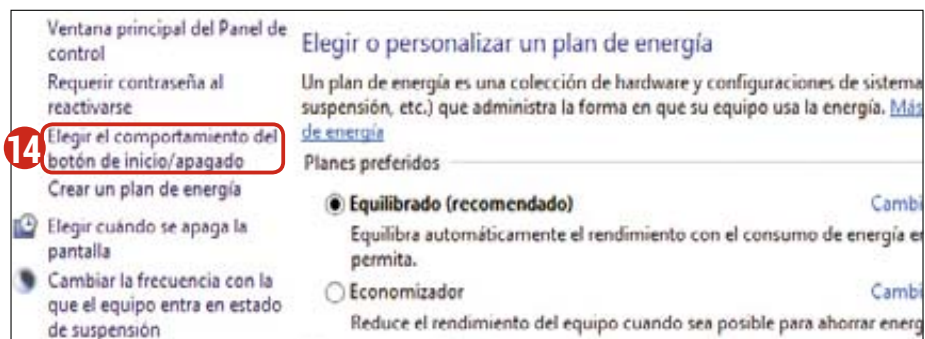 Ventana principal del Panel de
control
Requerir contraseña al
reactivarse
14
Elegir el comportamiento del
botón de inicio/apagado
Crear un plan de energía
Elegir cuándo se apaga la
pantalla
Cambiar la frecuencia con la
que el equipo entra en estado
de suspensión
Elegir o personalizar un plan de energía
Un plan de energía es una colección de hardware y configuraciones de sistema
suspensión, etc.) que administra la forma en que su equipo usa la energía. Más
de energía
Planes preferidos
Equilibrado (recomendado) Cambi
Equilibra automáticamente el rendimiento con el consumo de energía en
permita.
Economizador Cambi
Reduce el rendimiento del equipo cuando sea posible para ahorrar energ